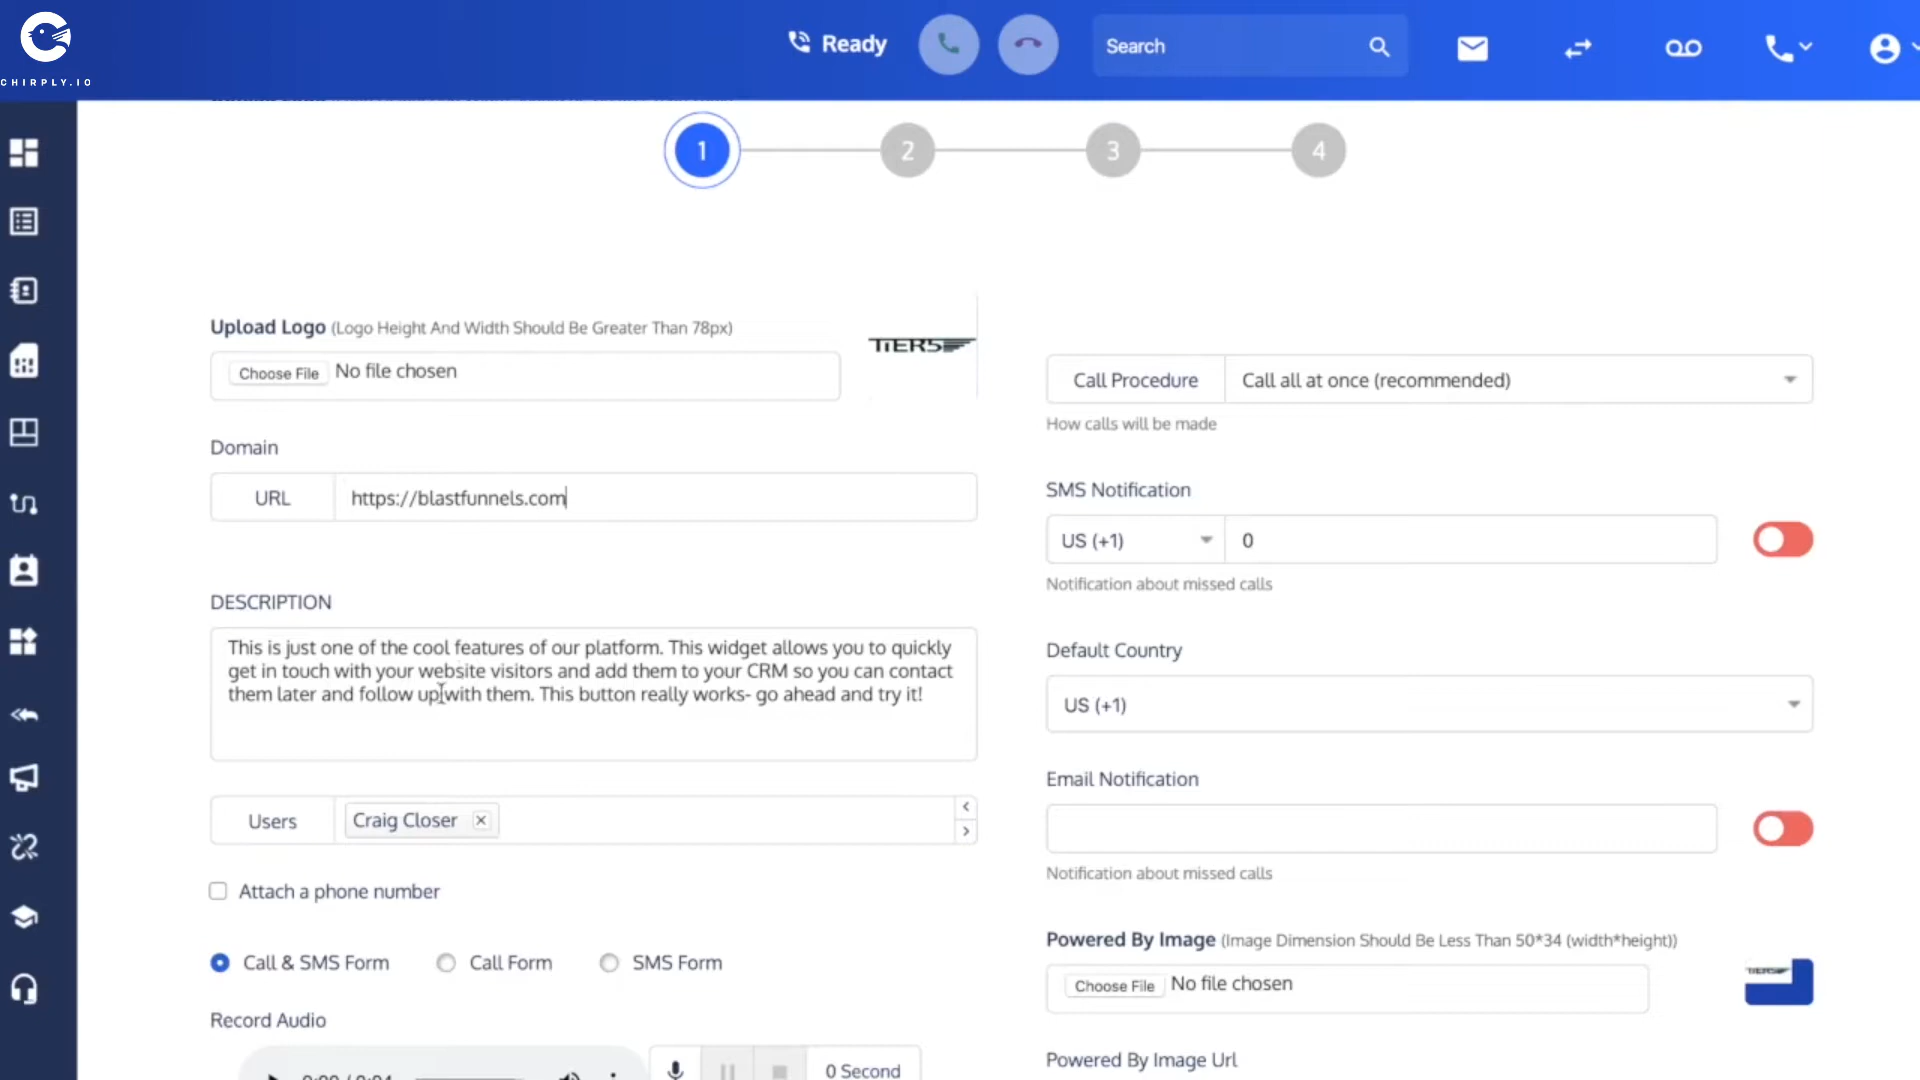 CHIRPLY.IO
Ready
Search
1
2
3
4
Upload Logo (Logo Height And Width Should Be Greater Than 78px)
TIER5
Choose File No file chosen
Domain
URL https://blastfunnels.com
DESCRIPTION
This is just one of the cool features of our platform. This widget allows you to quickly
get in touch with your website visitors and add them to your CRM so you can contact
them later and follow up with them. This button really works- go ahead and try it!
Users Craig Closer
Attach a phone number
Call & SMS Form Call Form SMS Form
Record Audio
0:00 / 0:04
0 Second
Call Procedure Call all at once (recommended)
How calls will be made
SMS Notification
US (+1) 0
Notification about missed calls
Default Country
US (+1)
Email Notification
Notification about missed calls
Powered By Image (Image Dimension Should Be Less Than 50*34 (width*height))
Choose File No file chosen
TIER5
Powered By Image Url